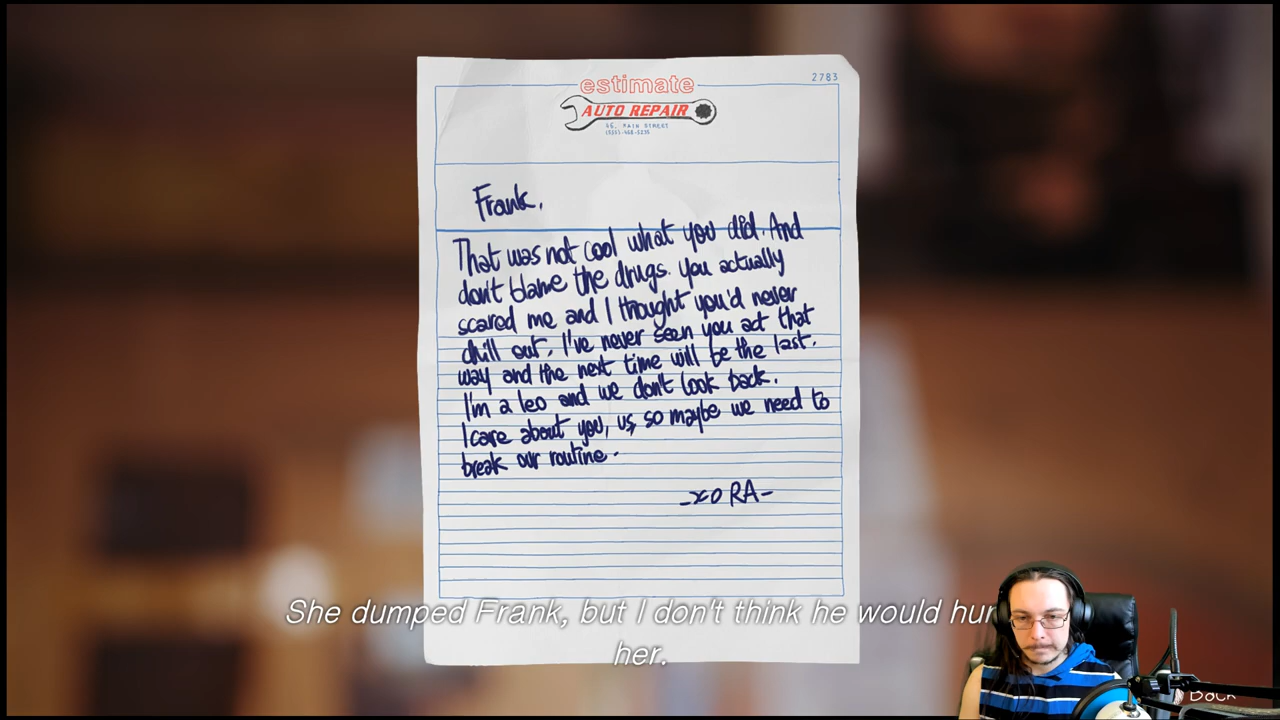 estimate
2783
AUTO REPAIR
Frank,
That was not cool what you did. And
don't blame the drugs. You actually
scared me and I thought you'd never
chill out. I've never seen you act that
way and the next time will be the last.
I'm a leo and we don't look back.
I care about you, us, so maybe we need to
break our routine.
-xo RA-
She dumped Frank, but I don't think he would hur
her.
Back